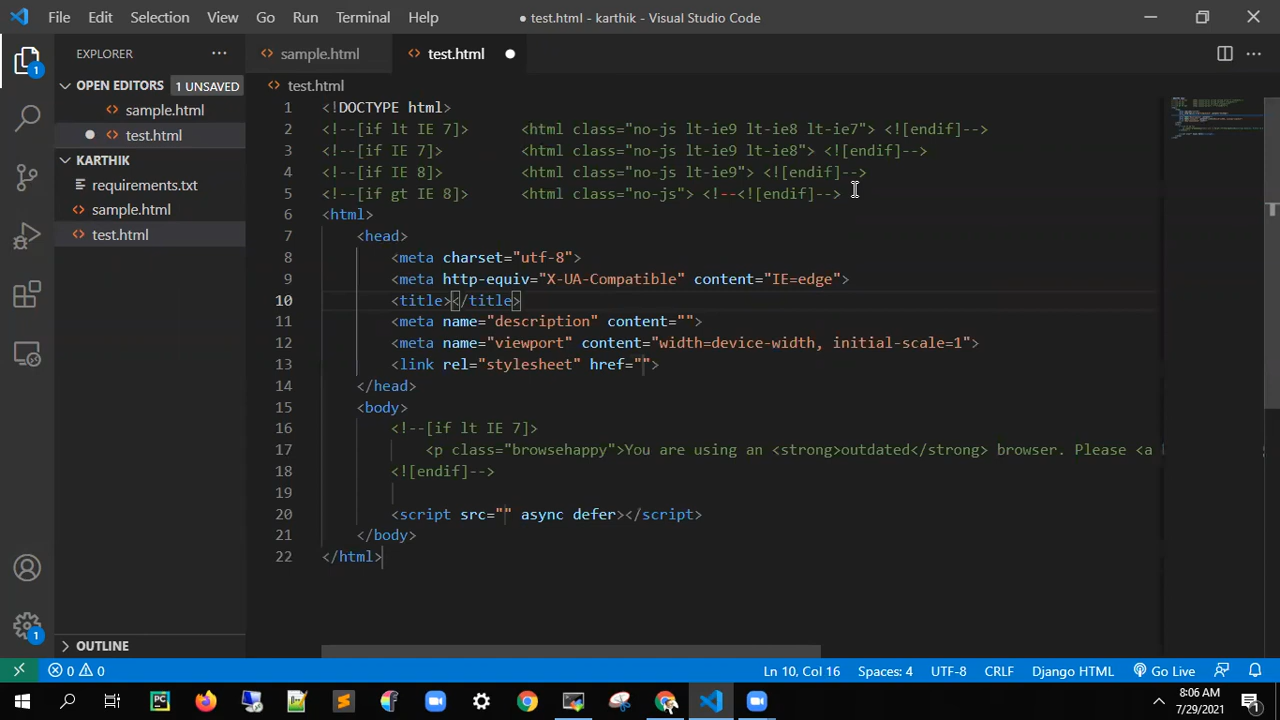 File Edit Selection View Go Run Terminal Help
● test.html - karthik - Visual Studio Code
EXPLORER
OPEN EDITORS 1 UNSAVED
sample.html
test.html
KARTHIK
requirements.txt
sample.html
test.html
OUTLINE
1
1
sample.html
test.html
test.html
1 <!DOCTYPE html>
2 <!--[if lt IE 7]>      <html class="no-js lt-ie9 lt-ie8 lt-ie7"> <![endif]-->
3 <!--[if IE 7]>         <html class="no-js lt-ie9 lt-ie8"> <![endif]-->
4 <!--[if IE 8]>         <html class="no-js lt-ie9"> <![endif]-->
5 <!--[if gt IE 8]>      <html class="no-js"> <!--<![endif]-->
6 <html>
7     <head>
8         <meta charset="utf-8">
9         <meta http-equiv="X-UA-Compatible" content="IE=edge">
10         <title></title>
11         <meta name="description" content="">
12         <meta name="viewport" content="width=device-width, initial-scale=1">
13         <link rel="stylesheet" href="">
14     </head>
15     <body>
16         <!--[if lt IE 7]>
17             <p class="browsehappy">You are using an <strong>outdated</strong> browser. Please <a
18         <![endif]-->
19
20         <script src="" async defer></script>
21     </body>
22 </html>
0 0 Ln 10, Col 16 Spaces: 4 UTF-8 CRLF Django HTML Go Live
PC
8:06 AM
7/29/2021
1